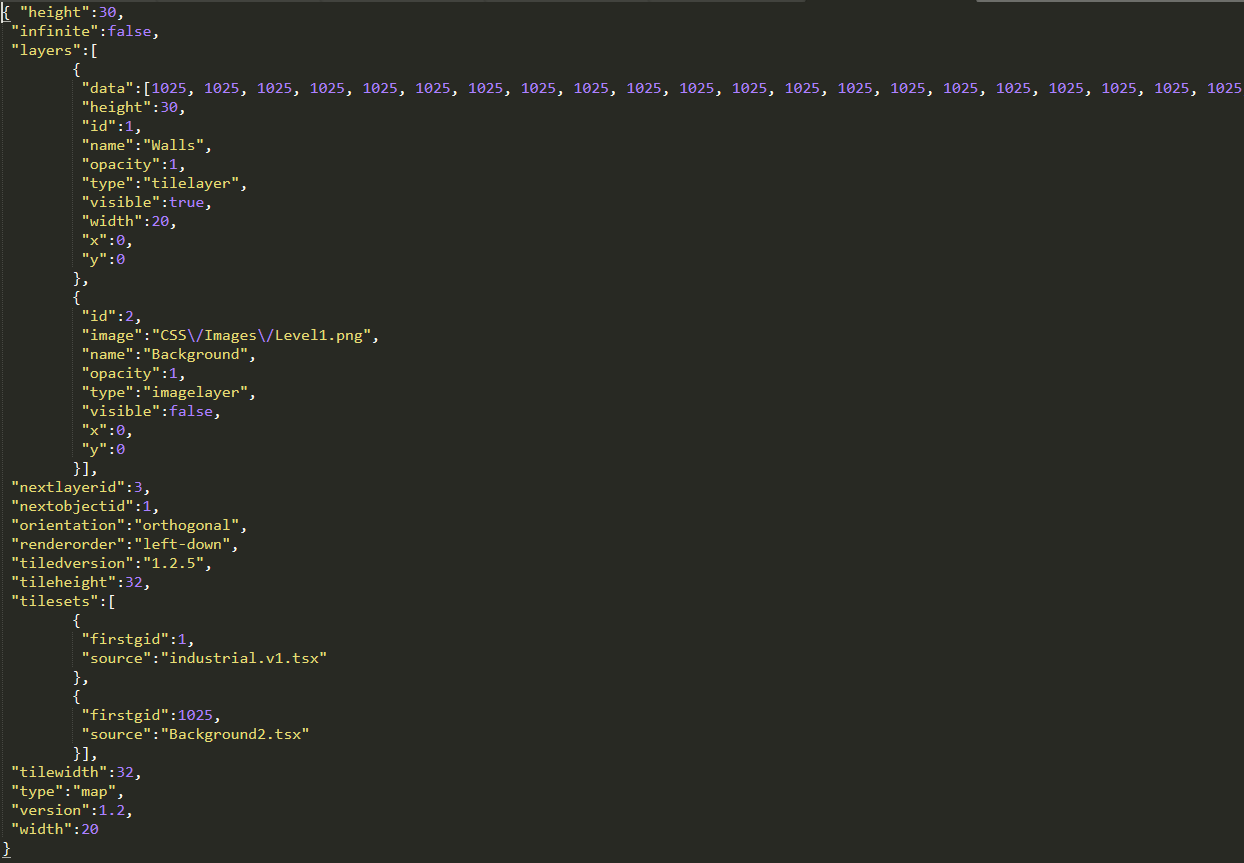 { "height":30,
 "infinite":false,
 "layers":[
        {
         "data":[1025, 1025, 1025, 1025, 1025, 1025, 1025, 1025, 1025, 1025, 1025, 1025, 1025, 1025, 1025, 1025, 1025, 1025, 1025, 1025, 1025
         "height":30,
         "id":1,
         "name":"Walls",
         "opacity":1,
         "type":"tilelayer",
         "visible":true,
         "width":20,
         "x":0,
         "y":0
        },
        {
         "id":2,
         "image":"CSS\/Images\/Level1.png",
         "name":"Background",
         "opacity":1,
         "type":"imagelayer",
         "visible":false,
         "x":0,
         "y":0
        }],
 "nextlayerid":3,
 "nextobjectid":1,
 "orientation":"orthogonal",
 "renderorder":"left-down",
 "tiledversion":"1.2.5",
 "tileheight":32,
 "tilesets":[
        {
         "firstgid":1,
         "source":"industrial.v1.tsx"
        },
        {
         "firstgid":1025,
         "source":"Background2.tsx"
        }],
 "tilewidth":32,
 "type":"map",
 "version":1.2,
 "width":20
}